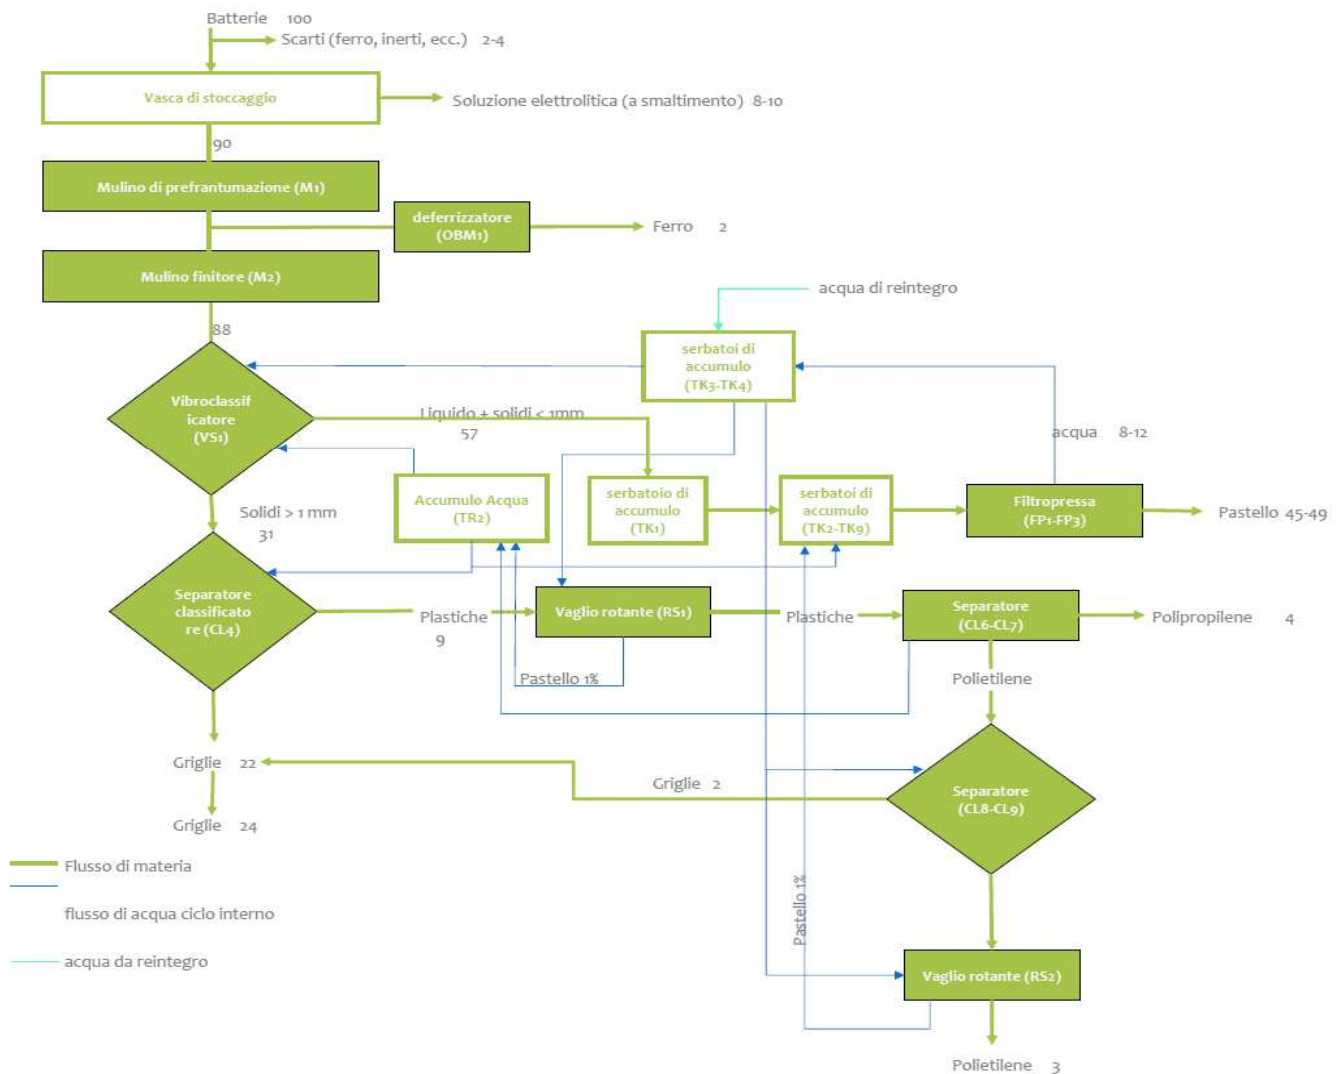 Batterie 100
Scarti (ferro, inerti, ecc.) 2-4
Vasca di stoccaggio
Soluzione elettrolitica (a smaltimento) 8-10
90
Mulino di prefrantumazione (M1)
deferrizzatore
(OBM1)
Ferro 2
Mulino finitore (M2)
acqua di reintegro
88
serbatoi di
accumulo
(TK3-TK4)
Vibroclassif
icatore
(VS1)
Liquido + solidi < 1mm
57
acqua 8-12
Accumulo Acqua
(TR2)
serbatoio di
accumulo
(TK1)
serbatoi di
accumulo
(TK2-TK9)
Filtropressa
(FP1-FP3)
Pastello 45-49
Solidi > 1 mm
31
Separatore
classificato
re (CL4)
Plastiche
9
Vaglio rotante (RS1)
Plastiche
Separatore
(CL6-CL7)
Polipropilene 4
Pastello 1%
Polietilene
Griglie 22
Griglie 2
Separatore
(CL8-CL9)
Griglie 24
Flusso di materia
flusso di acqua ciclo interno
acqua da reintegro
Pastello 1%
Vaglio rotante (RS2)
Polietilene 3